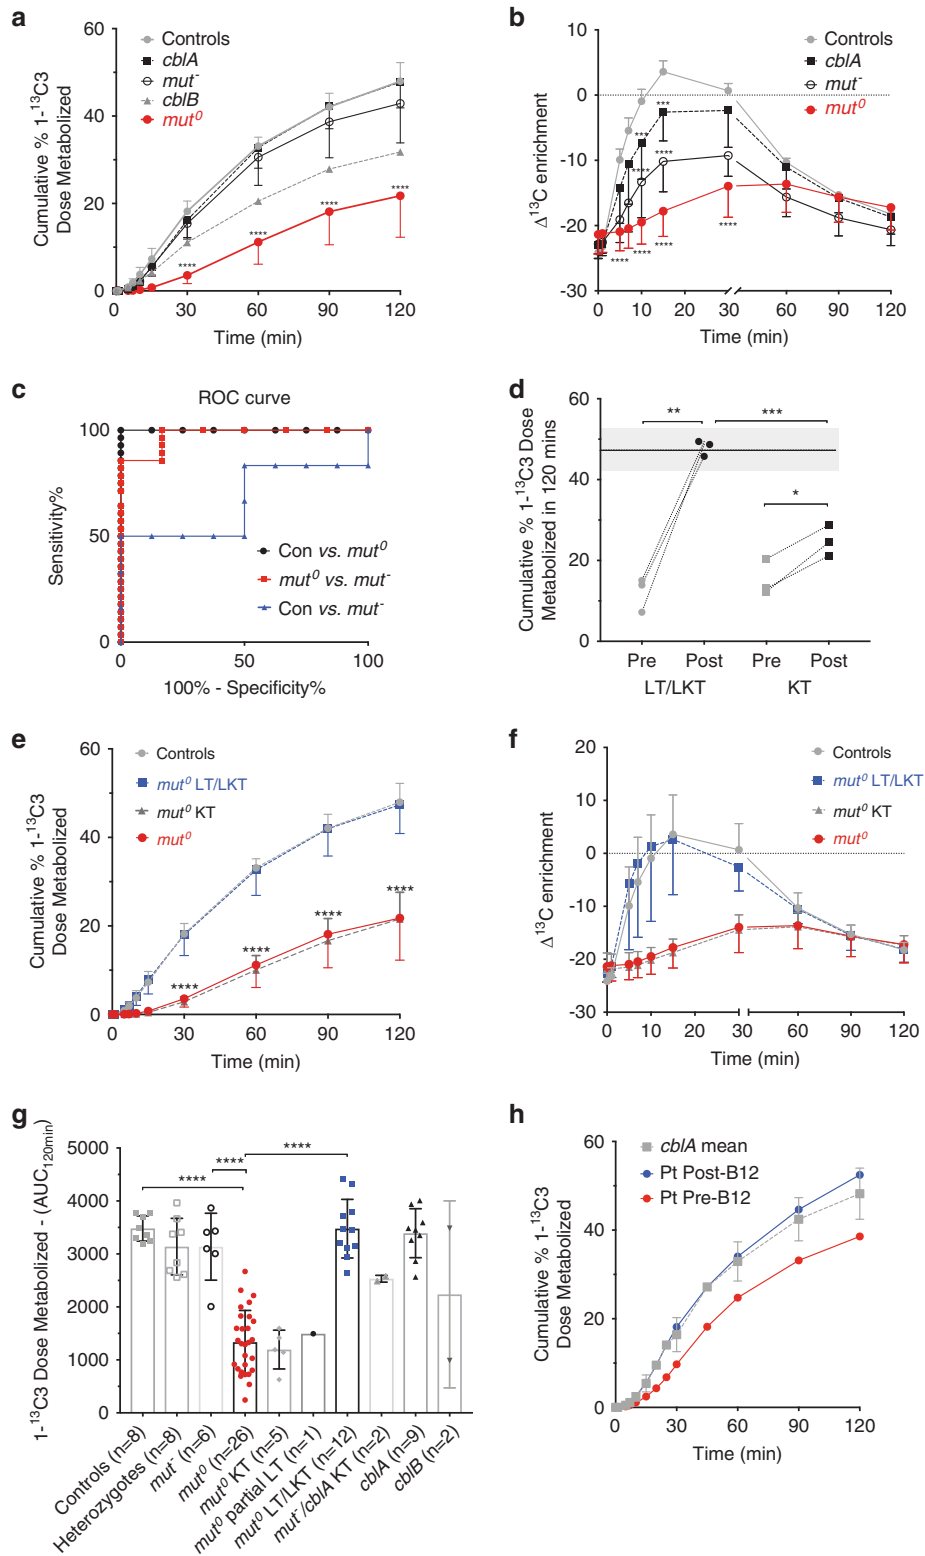 a
60
40
20
0
Cumulative % 1-¹³C3
Dose Metabolized
Controls
cblA
mut⁻
cblB
mut⁰
****
****
****
****
0
30
60
90
120
Time (min)
b
10
0
-10
-20
-30
Δ¹³C enrichment
Controls
cblA
mut⁻
mut⁰
***
***
****
****
****
****
****
****
0
10
20
30
60
90
120
Time (min)
c
ROC curve
100
50
0
Sensitivity%
Con vs. mut⁰
mut⁰ vs. mut⁻
Con vs. mut⁻
0
50
100
100% - Specificity%
d
60
40
20
0
Cumulative % 1-¹³C3 Dose
Metabolized in 120 mins
**
***
*
Pre
Post
Pre
Post
LT/LKT
KT
e
60
40
20
0
Cumulative % 1-¹³C3
Dose Metabolized
Controls
mut⁰ LT/LKT
mut⁰ KT
mut⁰
****
****
****
****
0
30
60
90
120
Time (min)
f
20
10
0
-10
-20
-30
Δ¹³C enrichment
Controls
mut⁰ LT/LKT
mut⁰ KT
mut⁰
0
10
20
30
60
90
120
Time (min)
g
5000
4000
3000
2000
1000
0
1-¹³C3 Dose Metabolized - (AUC₁₂₀ₘᵢₙ)
****
****
****
Controls (n=8)
Heterozygotes (n=8)
mut⁻ (n=6)
mut⁰ (n=26)
mut⁰ KT (n=5)
mut⁰ partial LT (n=1)
mut⁰ LT/LKT (n=12)
mut⁻/cblA KT (n=2)
cblA (n=9)
cblB (n=2)
h
60
40
20
0
Cumulative % 1-¹³C3
Dose Metabolized
cblA mean
Pt Post-B12
Pt Pre-B12
0
30
60
90
120
Time (min)